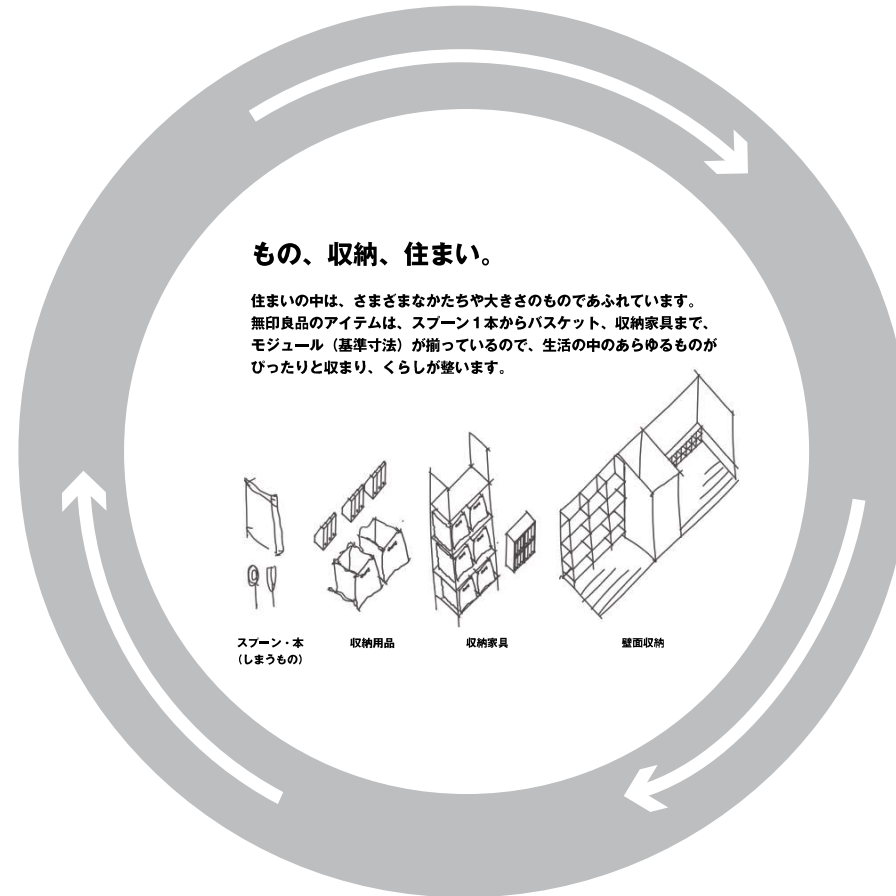 もの、収納、住まい。
住まいの中は、さまざまなかたちや大きさのものであふれています。
無印良品のアイテムは、スプーン1本からバスケット、収納家具まで、
モジュール（基準寸法）が揃っているので、生活の中のあらゆるものが
ぴったりと収まり、くらしが整います。
スプーン・本
（しまうもの）
収納用品
収納家具
壁面収納